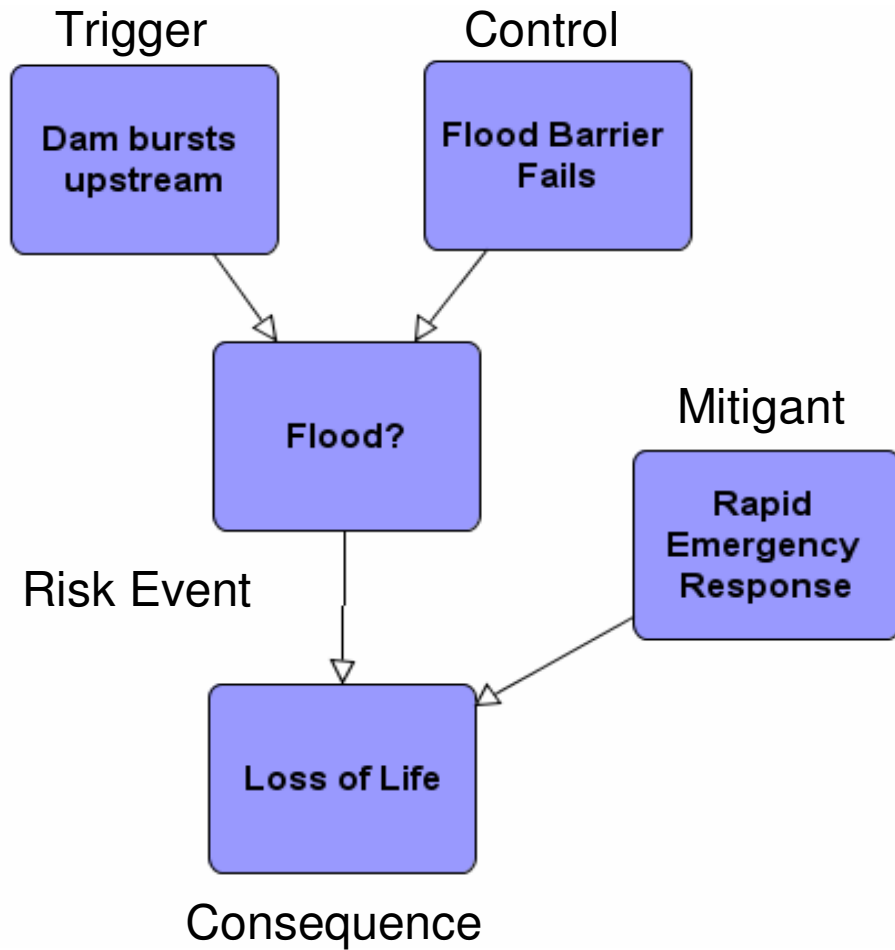 Trigger
Control
Dam bursts
upstream
Flood Barrier
Fails
Flood?
Mitigant
Rapid
Emergency
Response
Risk Event
Loss of Life
Consequence